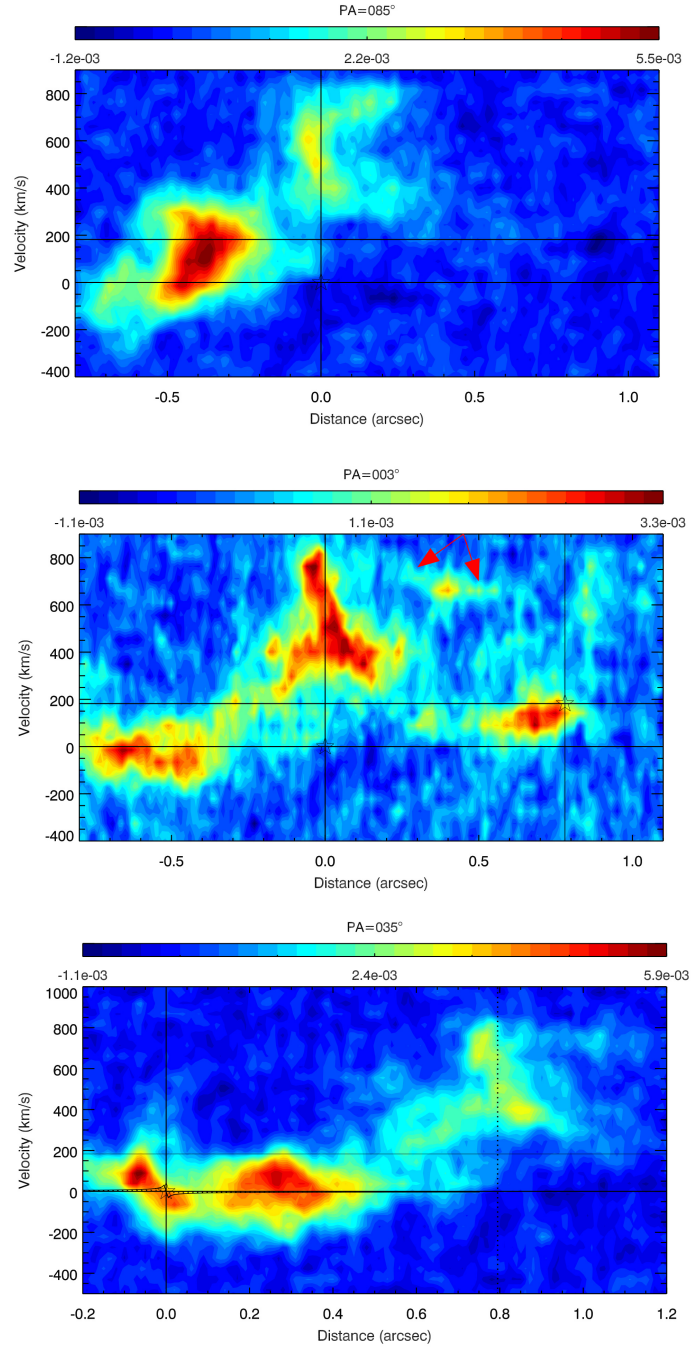 PA=085°
-1.2e-03 2.2e-03 5.5e-03
800
600
400
200
0
-200
-400
Velocity (km/s)
-0.5 0.0 0.5 1.0
Distance (arcsec)
PA=003°
-1.1e-03 1.1e-03 3.3e-03
800
600
400
200
0
-200
-400
Velocity (km/s)
-0.5 0.0 0.5 1.0
Distance (arcsec)
PA=035°
-1.1e-03 2.4e-03 5.9e-03
1000
800
600
400
200
0
-200
-400
Velocity (km/s)
-0.2 0.0 0.2 0.4 0.6 0.8 1.0 1.2
Distance (arcsec)